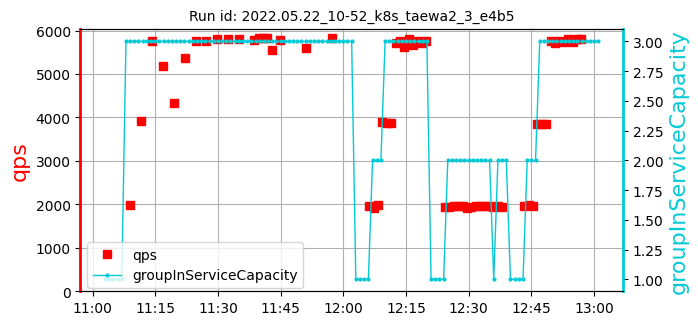 Run id: 2022.05.22_10-52_k8s_taewa2_3_e4b5
6000
5000
4000
3000
2000
1000
0
qps
3.00
2.75
2.50
2.25
2.00
1.75
1.50
1.25
1.00
groupInServiceCapacity
qps
groupInServiceCapacity
11:00 11:15 11:30 11:45 12:00 12:15 12:30 12:45 13:00